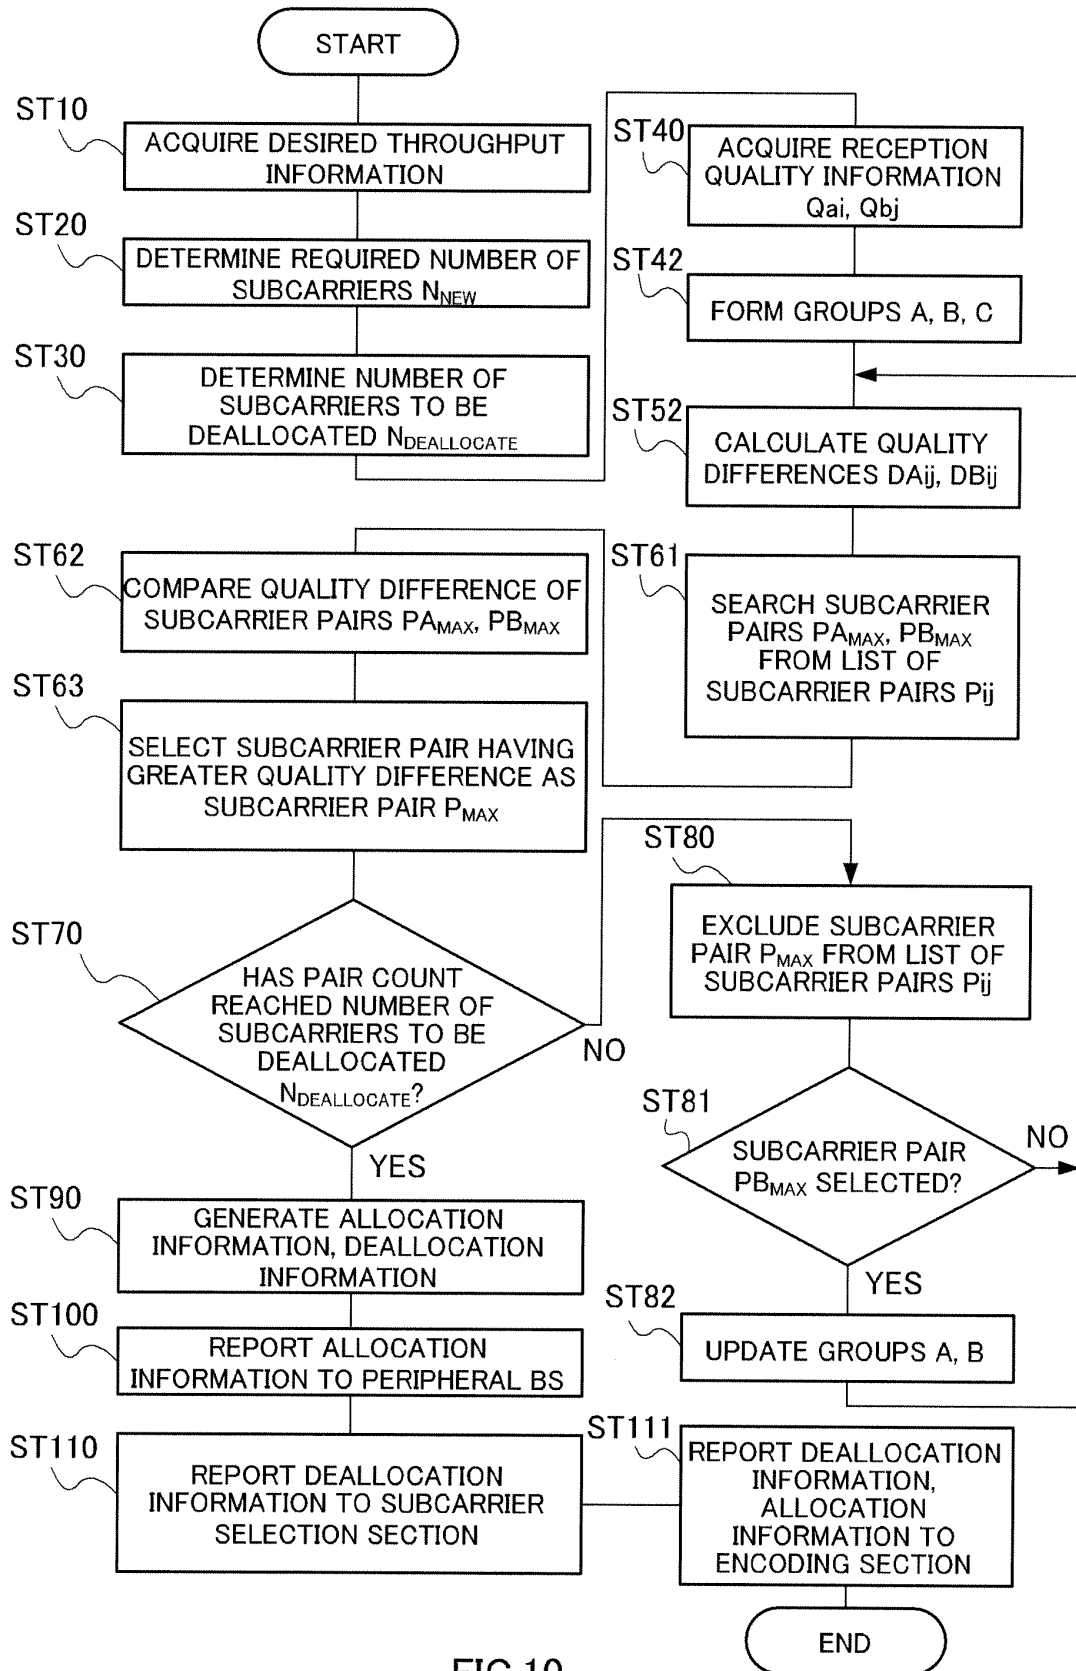 START
ST10
ACQUIRE DESIRED THROUGHPUT
INFORMATION
ST20
DETERMINE REQUIRED NUMBER OF
SUBCARRIERS NNEW
ST30
DETERMINE NUMBER OF
SUBCARRIERS TO BE
DEALLOCATED NDEALLOCATE
ST40
ACQUIRE RECEPTION
QUALITY INFORMATION
Qai, Qbj
ST42
FORM GROUPS A, B, C
ST52
CALCULATE QUALITY
DIFFERENCES DAij, DBij
ST61
SEARCH SUBCARRIER
PAIRS PAMAX, PBMAX
FROM LIST OF
SUBCARRIER PAIRS Pij
ST62
COMPARE QUALITY DIFFERENCE OF
SUBCARRIER PAIRS PAMAX, PBMAX
ST63
SELECT SUBCARRIER PAIR HAVING
GREATER QUALITY DIFFERENCE AS
SUBCARRIER PAIR PMAX
ST70
HAS PAIR COUNT
REACHED NUMBER OF
SUBCARRIERS TO BE
DEALLOCATED
NDEALLOCATE?
NO
YES
ST80
EXCLUDE SUBCARRIER
PAIR PMAX FROM LIST OF
SUBCARRIER PAIRS Pij
ST81
SUBCARRIER PAIR
PBMAX SELECTED?
NO
YES
ST82
UPDATE GROUPS A, B
ST90
GENERATE ALLOCATION
INFORMATION, DEALLOCATION
INFORMATION
ST100
REPORT ALLOCATION
INFORMATION TO PERIPHERAL BS
ST110
REPORT DEALLOCATION
INFORMATION TO SUBCARRIER
SELECTION SECTION
ST111
REPORT DEALLOCATION
INFORMATION,
ALLOCATION
INFORMATION TO
ENCODING SECTION
END
FIG.10